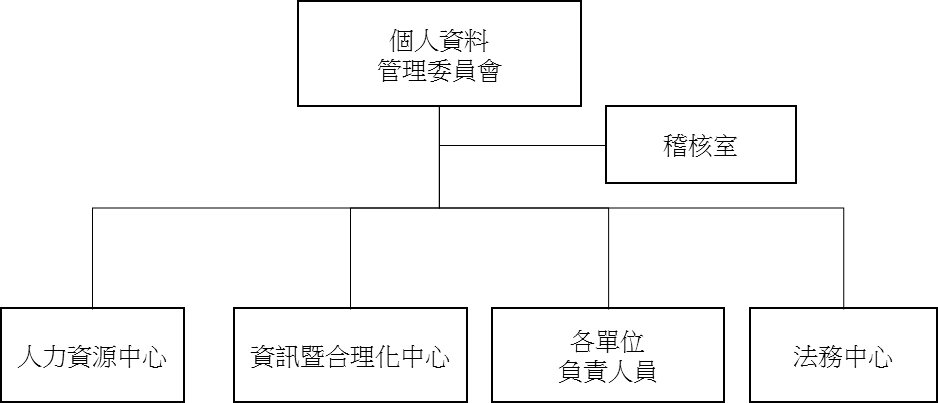 個人資料
管理委員會
稽核室
人力資源中心
資訊暨合理化中心
各單位
負責人員
法務中心